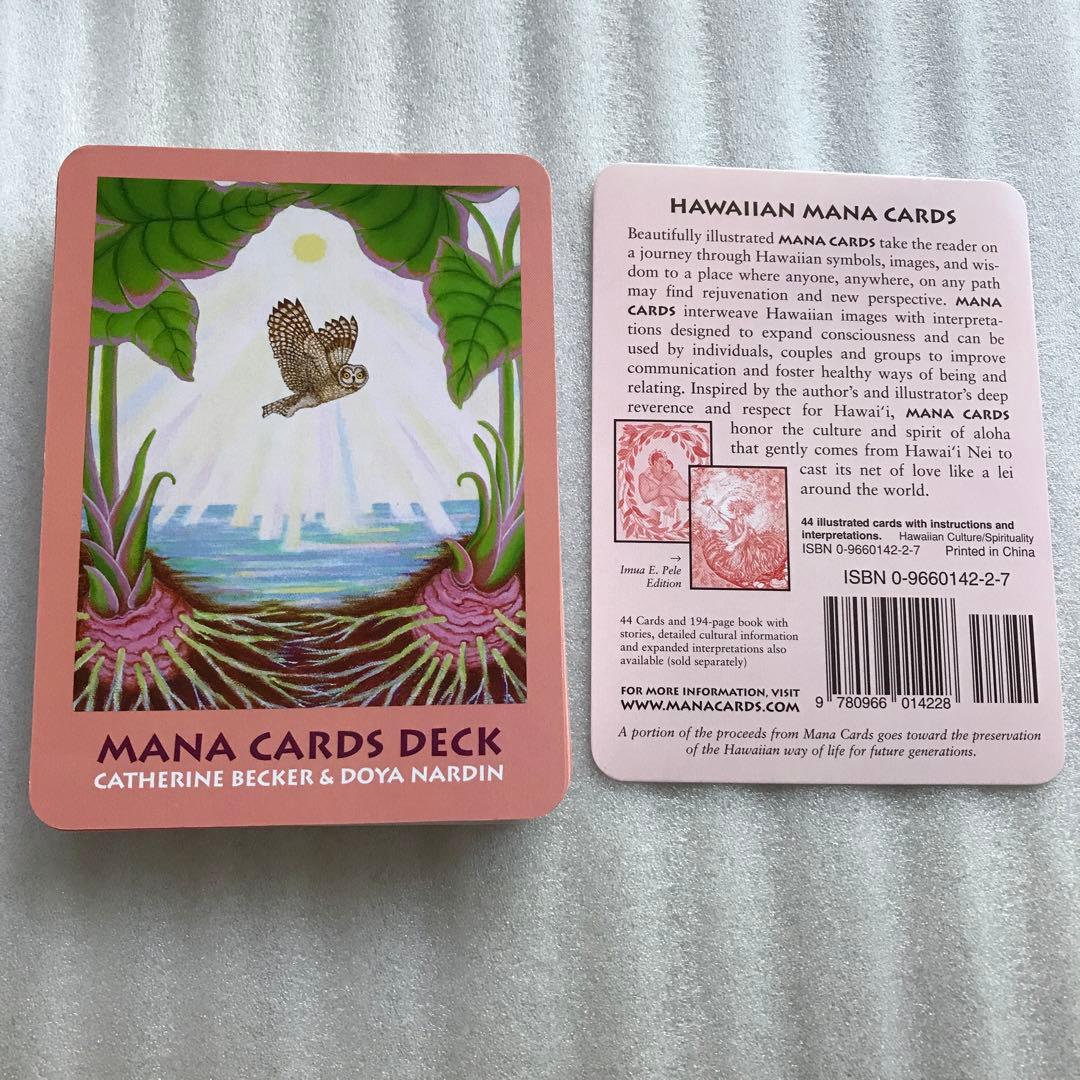 MANA CARDS DECK
CATHERINE BECKER & DOYA NARDIN
HAWAIIAN MANA CARDS
Beautifully illustrated MANA CARDS take the reader on
a journey through Hawaiian symbols, images, and wis-
dom to a place where anyone, anywhere, on any path
may find rejuvenation and new perspective. MANA
CARDS interweave Hawaiian images with interpreta-
tions designed to expand consciousness and can be
used by individuals, couples and groups to improve
communication and foster healthy ways of being and
relating. Inspired by the author's and illustrator's deep
reverence and respect for Hawai‘i, MANA CARDS
honor the culture and spirit of aloha
that gently comes from Hawai‘i Nei to
cast its net of love like a lei
around the world.
→
Imua E. Pele
Edition
44 illustrated cards with instructions and
interpretations. Hawaiian Culture/Spirituality
ISBN 0-9660142-2-7 Printed in China
ISBN 0-9660142-2-7
9 780966 014228
44 Cards and 194-page book with
stories, detailed cultural information
and expanded interpretations also
available (sold separately)
FOR MORE INFORMATION, VISIT
WWW.MANACARDS.COM
A portion of the proceeds from Mana Cards goes toward the preservation
of the Hawaiian way of life for future generations.